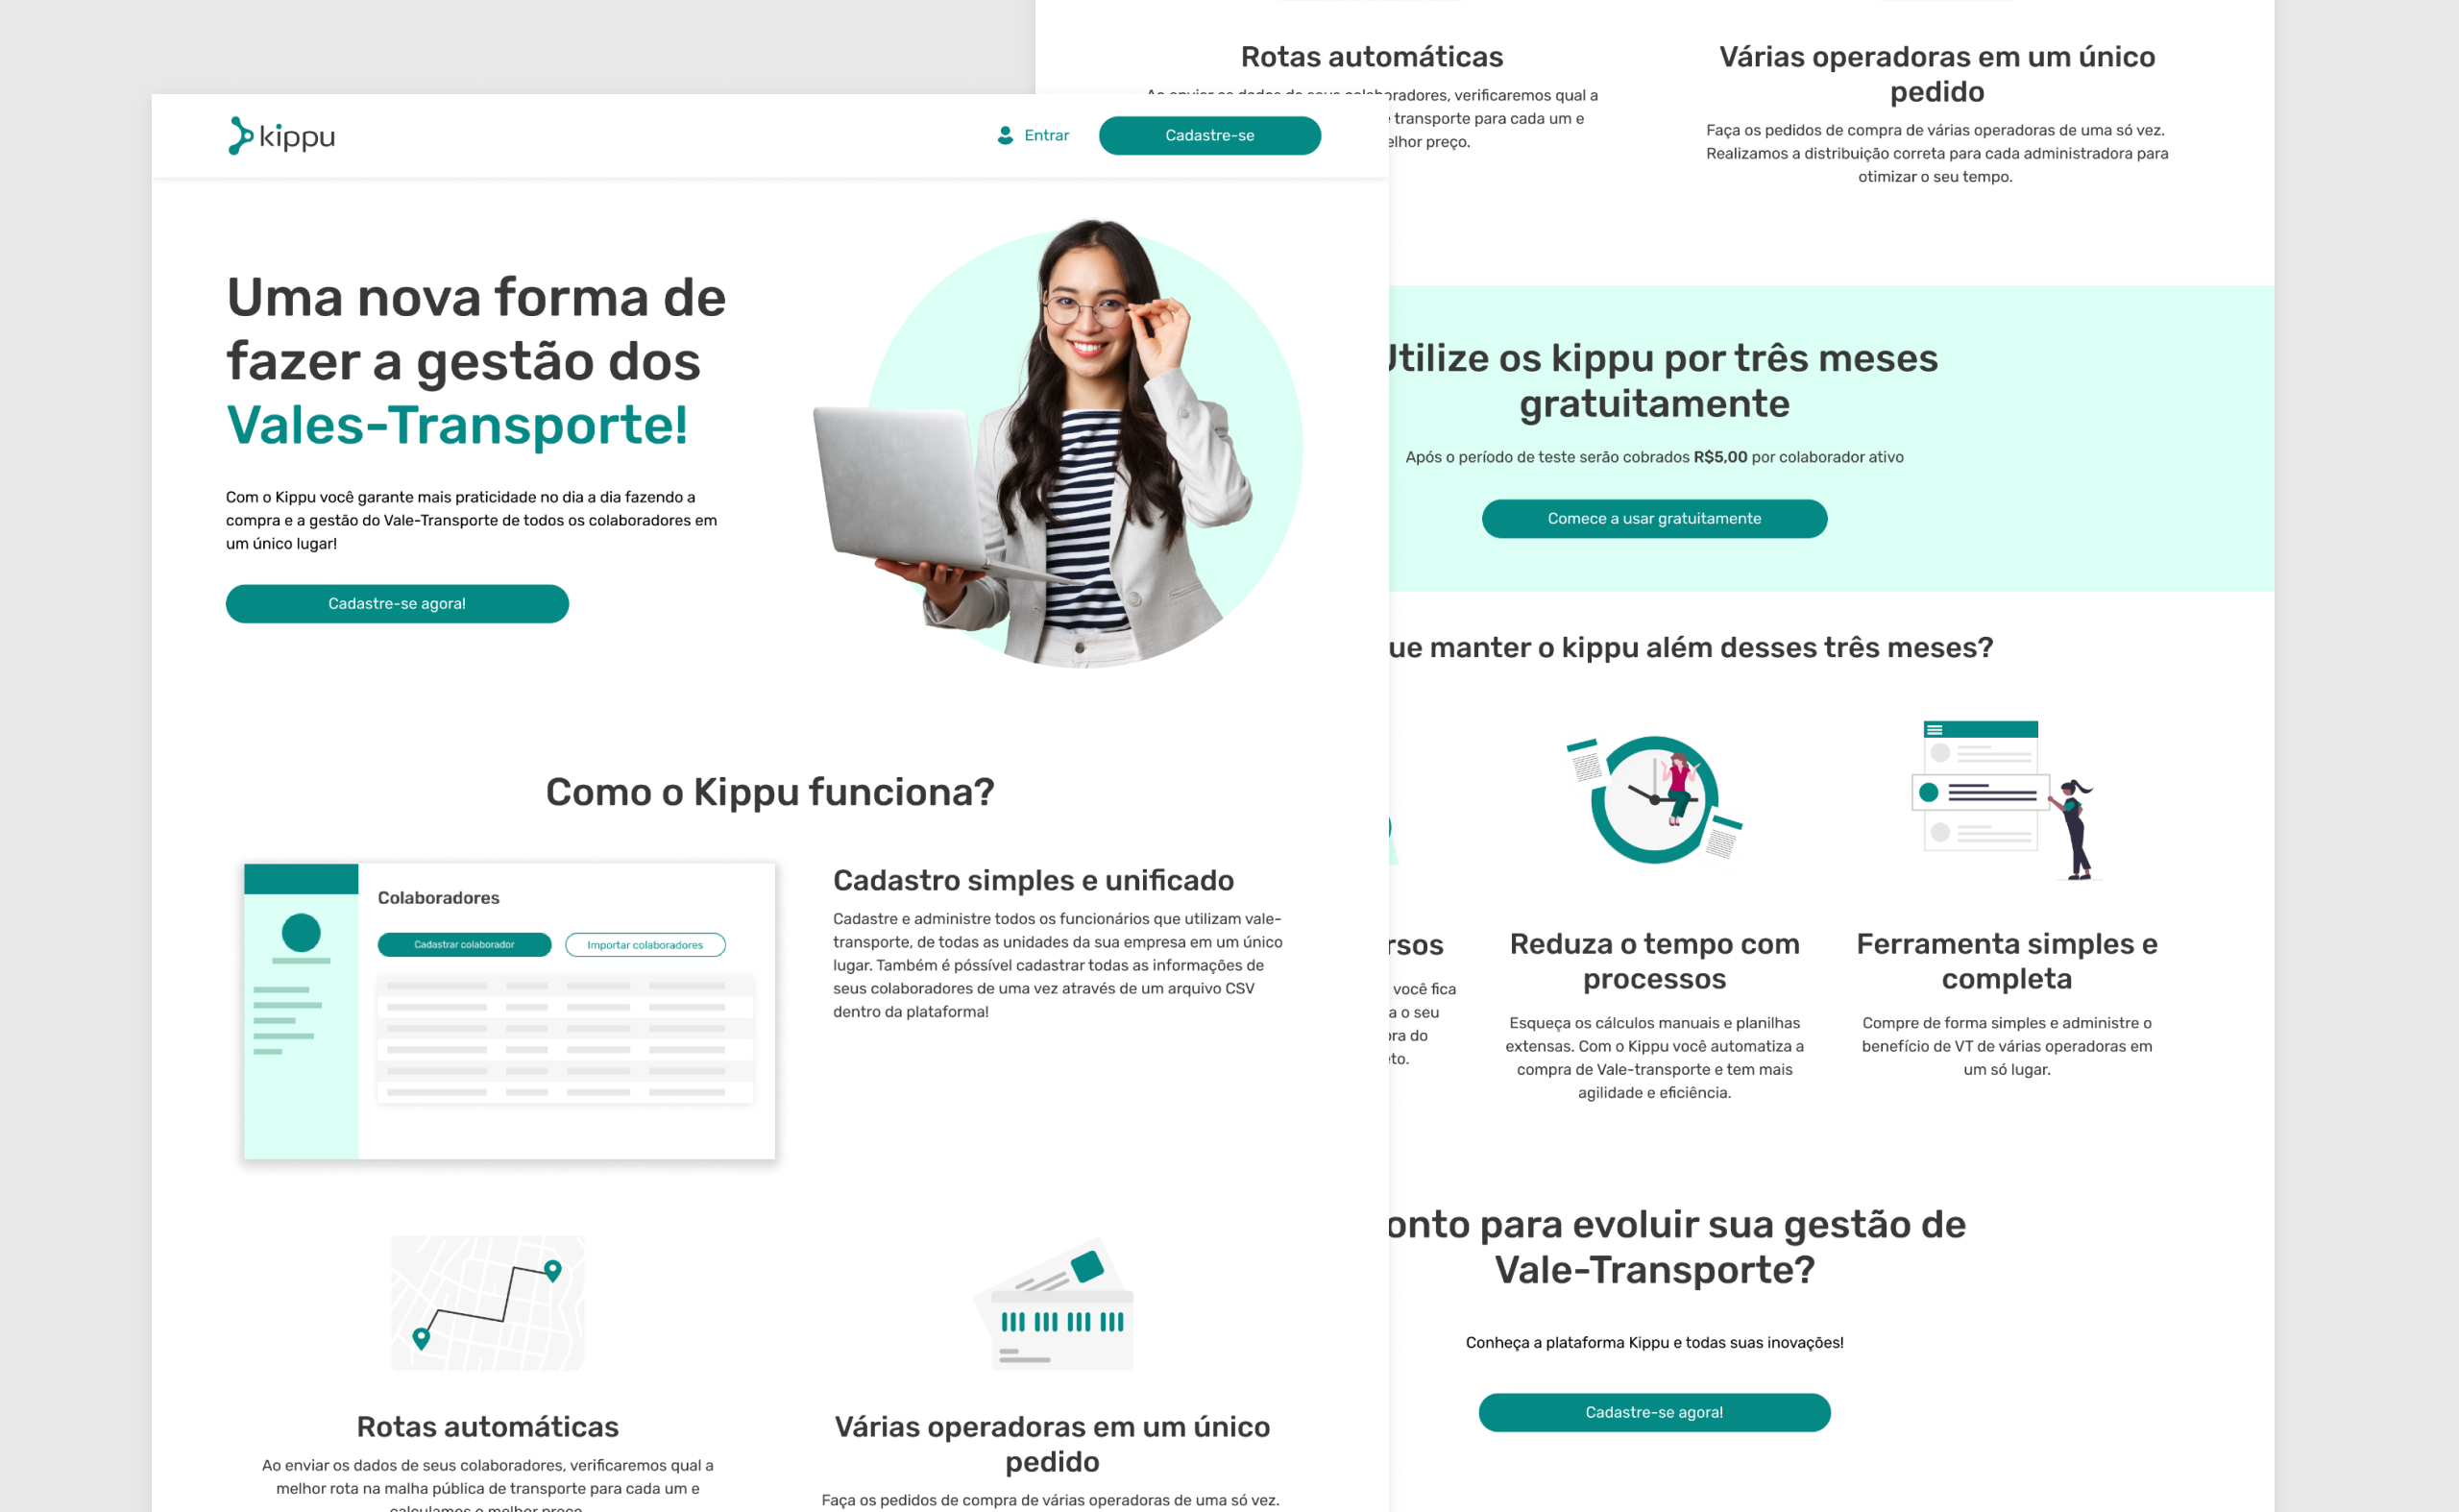 kippu
Entrar
Cadastre-se
Uma nova forma de
fazer a gestão dos
Vales-Transporte!
Com o Kippu você garante mais praticidade no dia a dia fazendo a
compra e a gestão do Vale-Transporte de todos os colaboradores em
um único lugar!
Cadastre-se agora!
Como o Kippu funciona?
Colaboradores
Cadastrar colaborador
Importar colaboradores
Cadastro simples e unificado
Cadastre e administre todos os funcionários que utilizam vale-
transporte, de todas as unidades da sua empresa em um único
lugar. Também é póssível cadastrar todas as informações de
seus colaboradores de uma vez através de um arquivo CSV
dentro da plataforma!
Rotas automáticas
Ao enviar os dados de seus colaboradores, verificaremos qual a
melhor rota na malha pública de transporte para cada um e
calculamos o melhor preço.
Várias operadoras em um único
pedido
Faça os pedidos de compra de várias operadoras de uma só vez.
Rotas automáticas
Ao enviar os dados de seus colaboradores, verificaremos qual a
transporte para cada um e
elhor preço.
Várias operadoras em um único
pedido
Faça os pedidos de compra de várias operadoras de uma só vez.
Realizamos a distribuição correta para cada administradora para
otimizar o seu tempo.
Utilize os kippu por três meses
gratuitamente
Após o período de teste serão cobrados R$5,00 por colaborador ativo
Comece a usar gratuitamente
ue manter o kippu além desses três meses?
rsos
você fica
a o seu
ra do
to.
Reduza o tempo com
processos
Esqueça os cálculos manuais e planilhas
extensas. Com o Kippu você automatiza a
compra de Vale-transporte e tem mais
agilidade e eficiência.
Ferramenta simples e
completa
Compre de forma simples e administre o
benefício de VT de várias operadoras em
um só lugar.
onto para evoluir sua gestão de
Vale-Transporte?
Conheça a plataforma Kippu e todas suas inovações!
Cadastre-se agora!